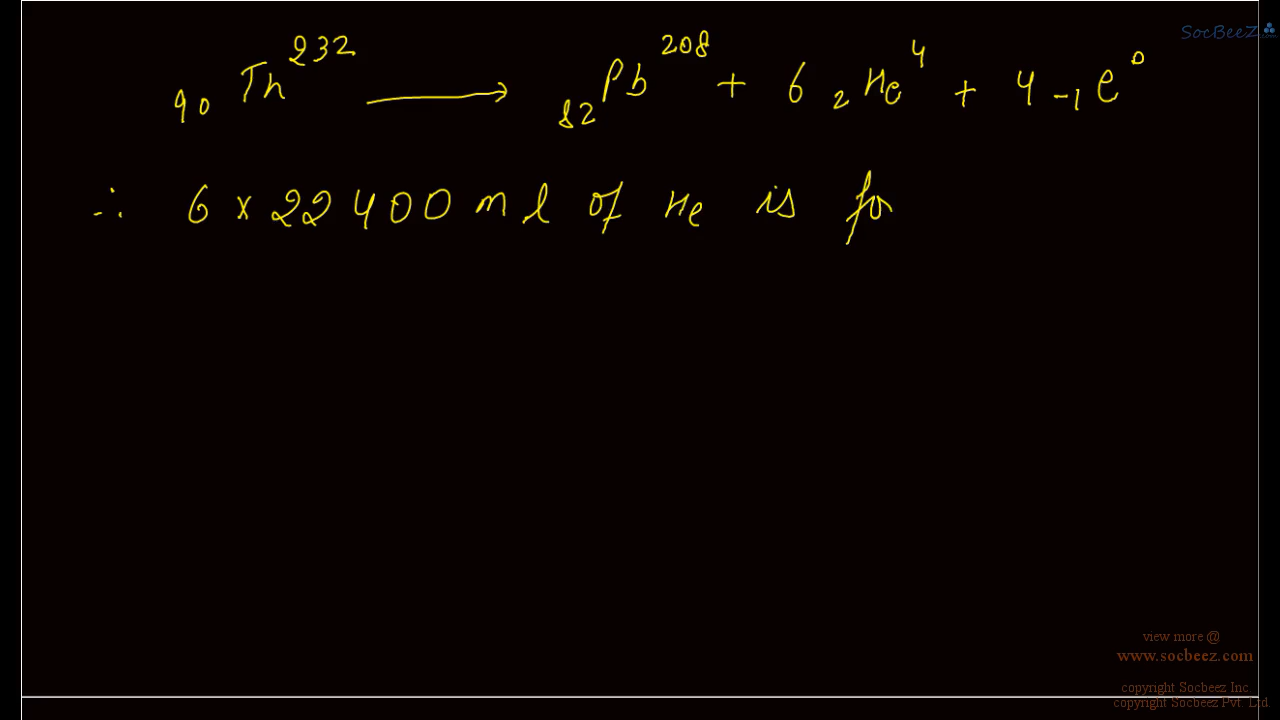 SocBeeZ
₉₀Th²³² ⟶ ₈₂Pb²⁰⁸ + 6 ₂He⁴ + 4 ₋₁e⁰
∴ 6 × 22400 ml of He is fo
view more @
www.socbeez.com
copyright Socbeez Inc
copyright Socbeez Pvt Ltd